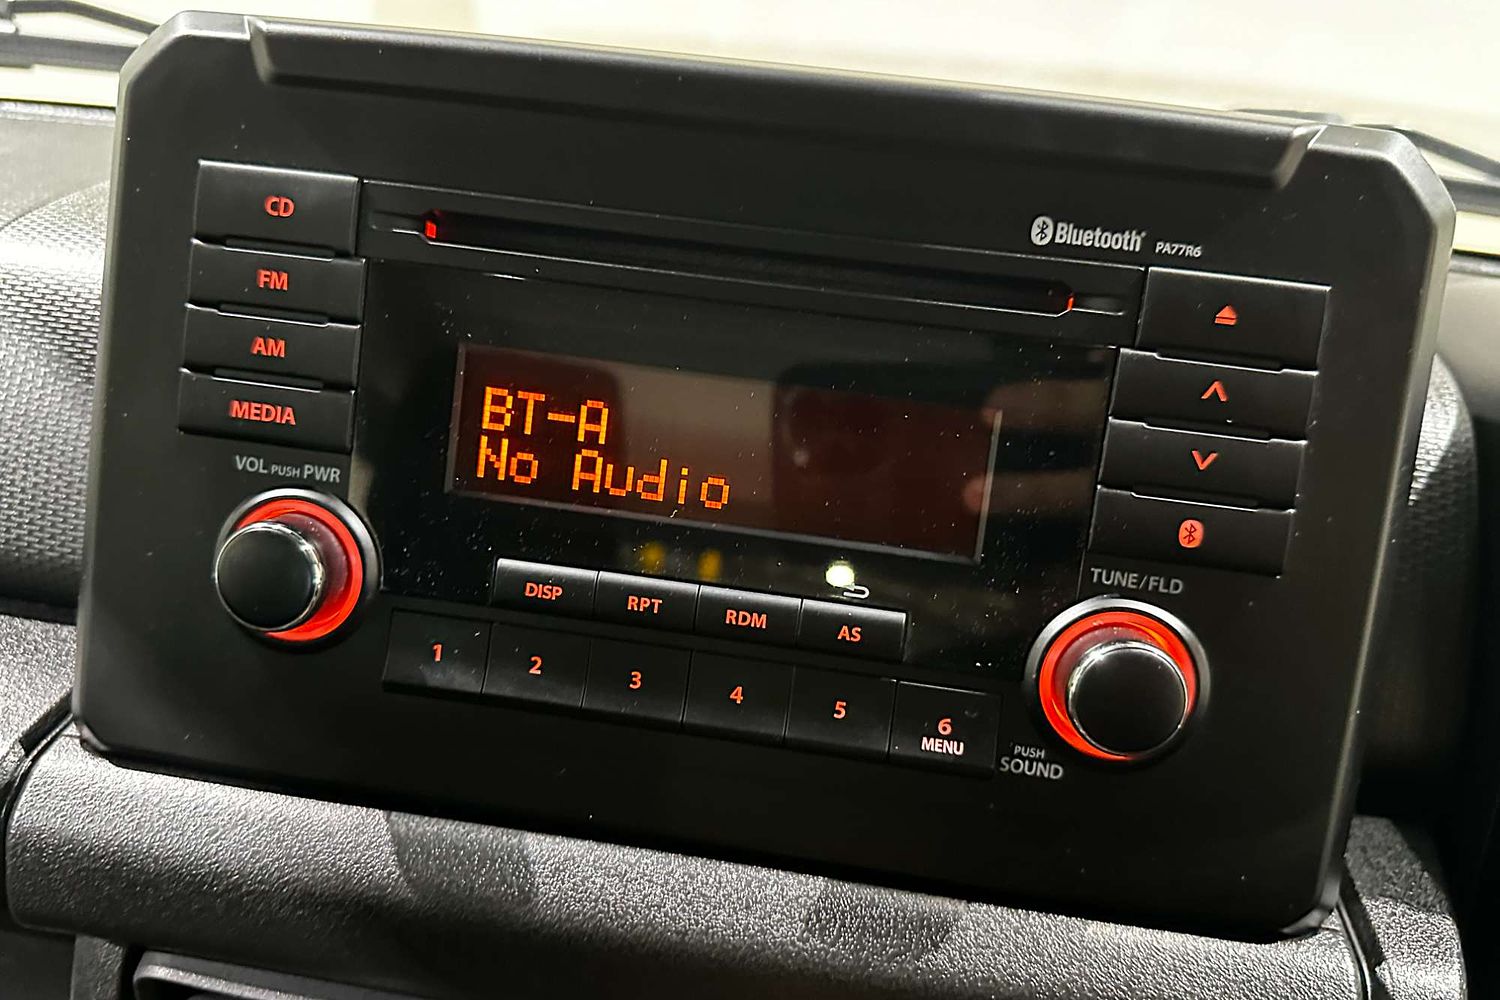 CD
Bluetooth PA77R6
FM
AM
MEDIA
BT-A
No Audio
VOL PUSH PWR
TUNE/FLD
DISP
RPT
RDM
AS
1
2
3
4
5
6
MENU
PUSH
SOUND